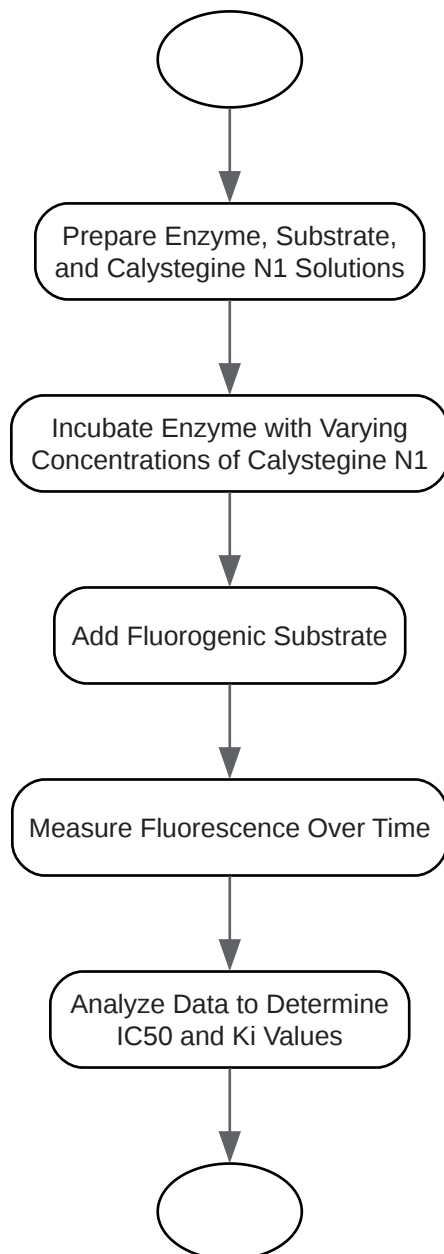 Prepare Enzyme, Substrate,
and Calystegine N1 Solutions
Incubate Enzyme with Varying
Concentrations of Calystegine N1
Add Fluorogenic Substrate
Measure Fluorescence Over Time
Analyze Data to Determine
IC50 and Ki Values